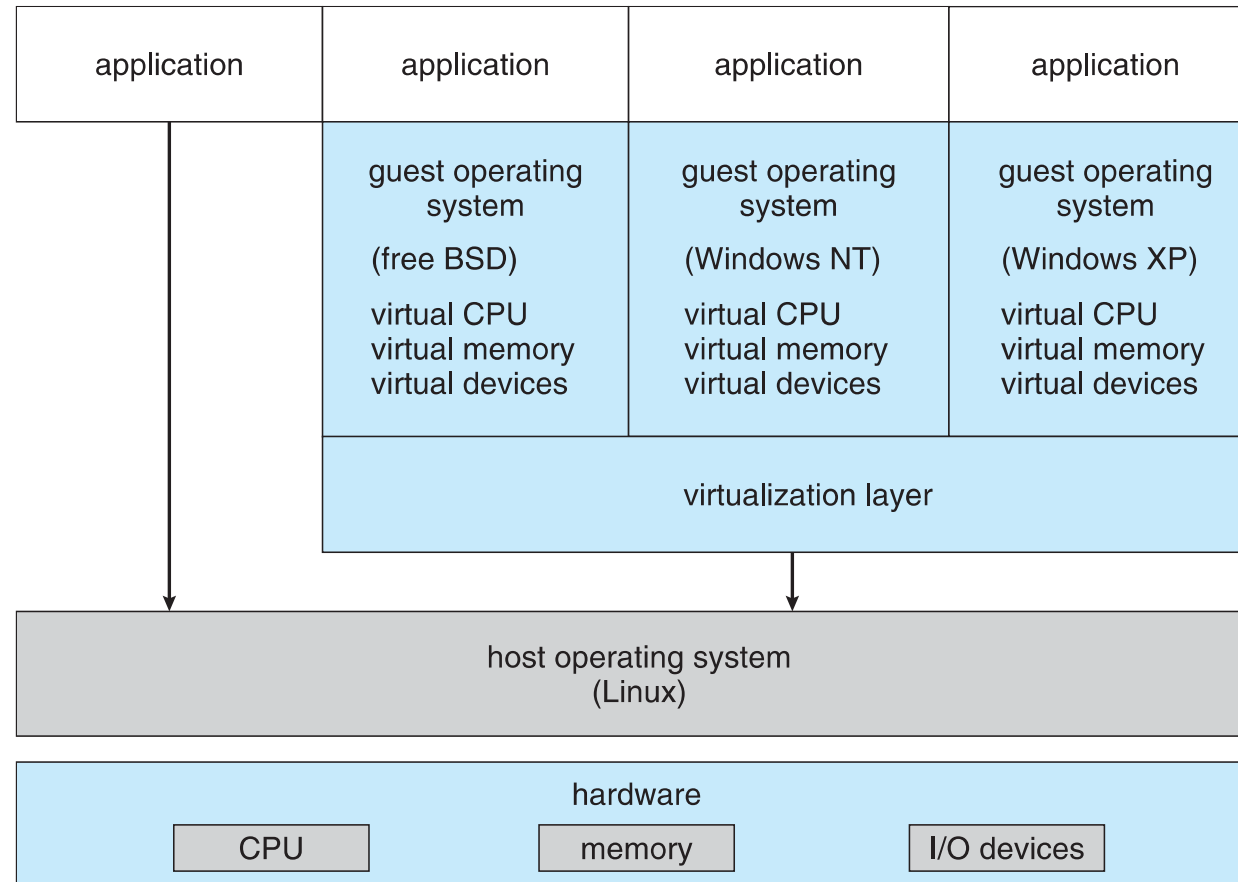 application
application
application
application
guest operating
system
(free BSD)
virtual CPU
virtual memory
virtual devices
guest operating
system
(Windows NT)
virtual CPU
virtual memory
virtual devices
guest operating
system
(Windows XP)
virtual CPU
virtual memory
virtual devices
virtualization layer
host operating system
(Linux)
hardware
CPU
memory
I/O devices